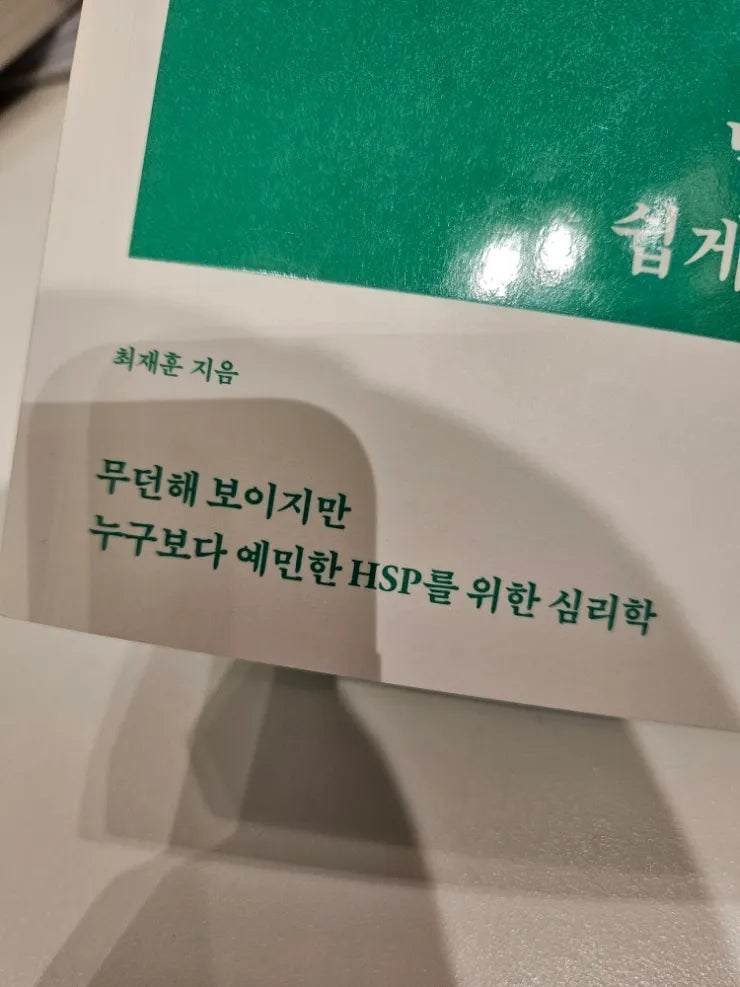 쉽게
최재훈 지음
무던해 보이지만
누구보다 예민한 HSP를 위한 심리학